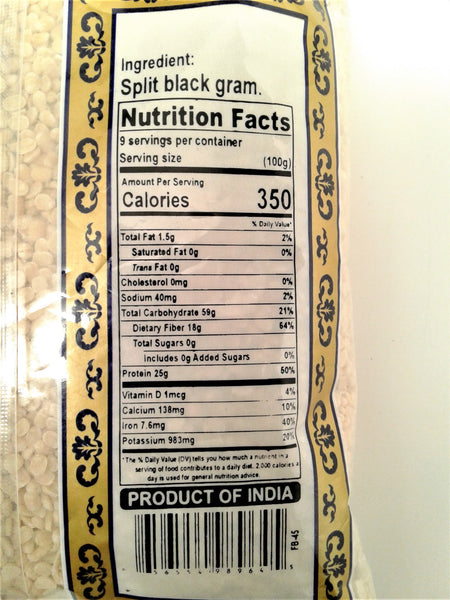 Ingredient:
Split black gram.
Nutrition Facts
9 servings per container
Serving size (100g)
Amount Per Serving
Calories 350
% Daily Value*
Total Fat 1.5g 2%
Saturated Fat 0g 0%
Trans Fat 0g
Cholesterol 0mg 0%
Sodium 40mg 2%
Total Carbohydrate 59g 21%
Dietary Fiber 18g 64%
Total Sugars 0g
Includes 0g Added Sugars 0%
Protein 25g 50%
Vitamin D 1mcg 4%
Calcium 138mg 10%
Iron 7.6mg 40%
Potassium 983mg 20%
*The % Daily Value (DV) tells you how much a nutrient in a
serving of food contributes to a daily diet. 2,000 calories a
day is used for general nutrition advice.
PRODUCT OF INDIA
FB-45